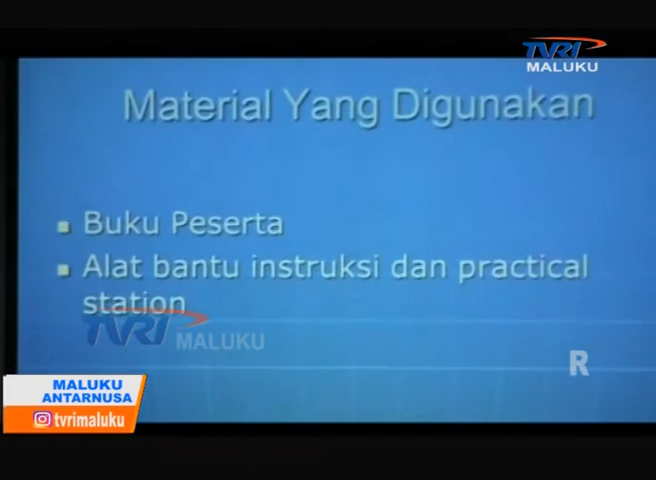 TVRI
MALUKU
Material Yang Digunakan
Buku Peserta
Alat bantu instruksi dan practical
station
TVRI MALUKU
R
MALUKU
ANTARNUSA
tvrimaluku